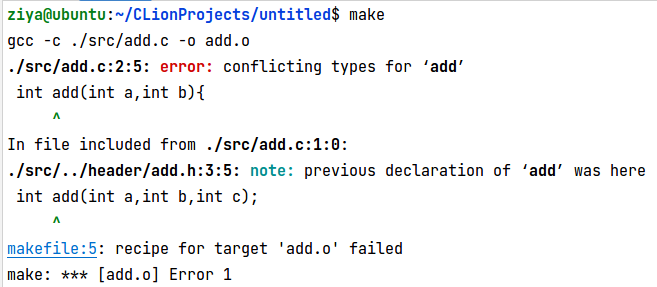 ziya@ubuntu:~/CLionProjects/untitled$ make
gcc -c ./src/add.c -o add.o
./src/add.c:2:5: error: conflicting types for ‘add’
 int add(int a,int b){
     ^
In file included from ./src/add.c:1:0:
./src/../header/add.h:3:5: note: previous declaration of ‘add’ was here
 int add(int a,int b,int c);
     ^
makefile:5: recipe for target 'add.o' failed
make: *** [add.o] Error 1